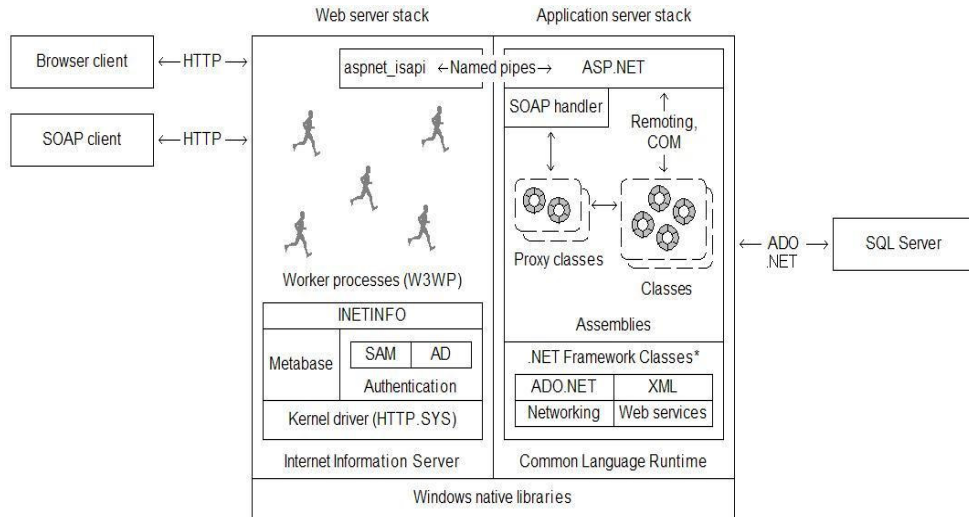 Web server stack
Application server stack
Browser client
HTTP
aspnet_isapi
Named pipes
ASP.NET
SOAP client
HTTP
SOAP handler
Remoting,
COM
Proxy classes
Classes
ADO
.NET
SQL Server
Worker processes (W3WP)
Assemblies
INETINFO
Metabase
SAM
AD
Authentication
Kernel driver (HTTP.SYS)
.NET Framework Classes*
ADO.NET
XML
Networking
Web services
Internet Information Server
Common Language Runtime
Windows native libraries